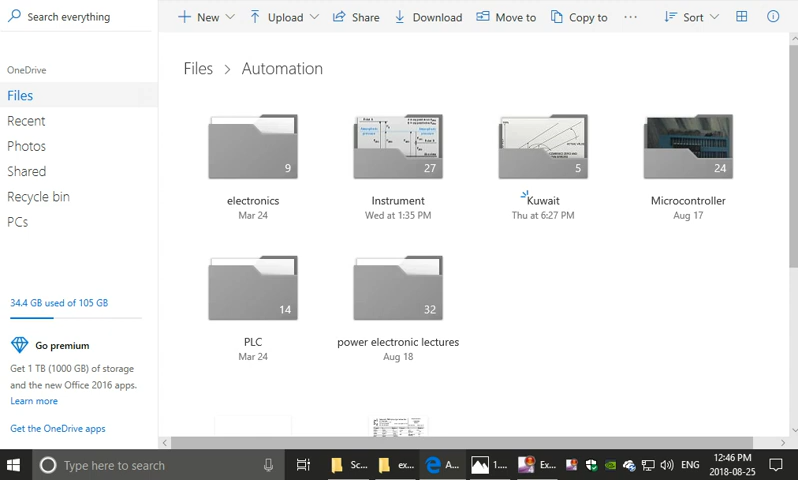 Search everything
New
Upload
Share
Download
Move to
Copy to
Sort
OneDrive
Files
Recent
Photos
Shared
Recycle bin
PCs
34.4 GB used of 105 GB
Go premium
Get 1 TB (1000 GB) of storage
and the new Office 2016 apps.
Learn more
Get the OneDrive apps
Files > Automation
9
27
5
24
electronics
Instrument
Kuwait
Microcontroller
Mar 24
Wed at 1:35 PM
Thu at 6:27 PM
Aug 17
14
32
PLC
power electronic lectures
Mar 24
Aug 18
Type here to search
Sc...
ex...
A...
1....
Ex...
ENG
12:46 PM
2018-08-25